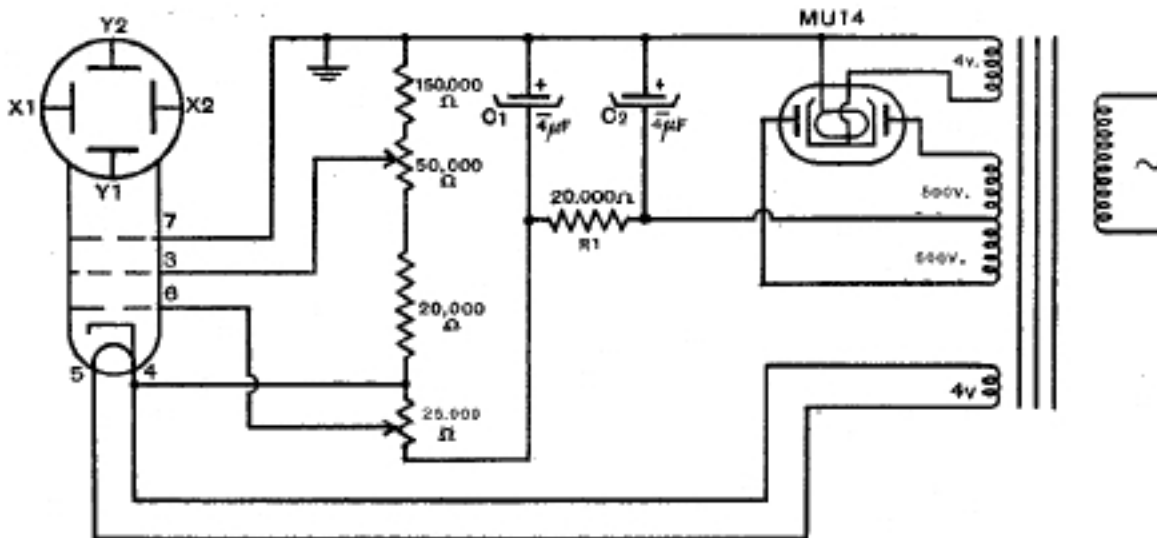 MU14
Y2
X1
X2
Y1
150,000
Ω
50,000
Ω
20,000
Ω
25.000
Ω
+
C1
4µF
+
C2
4µF
20.000Ω
R1
4v.
500V.
500V.
4v
~
7
3
6
5
4